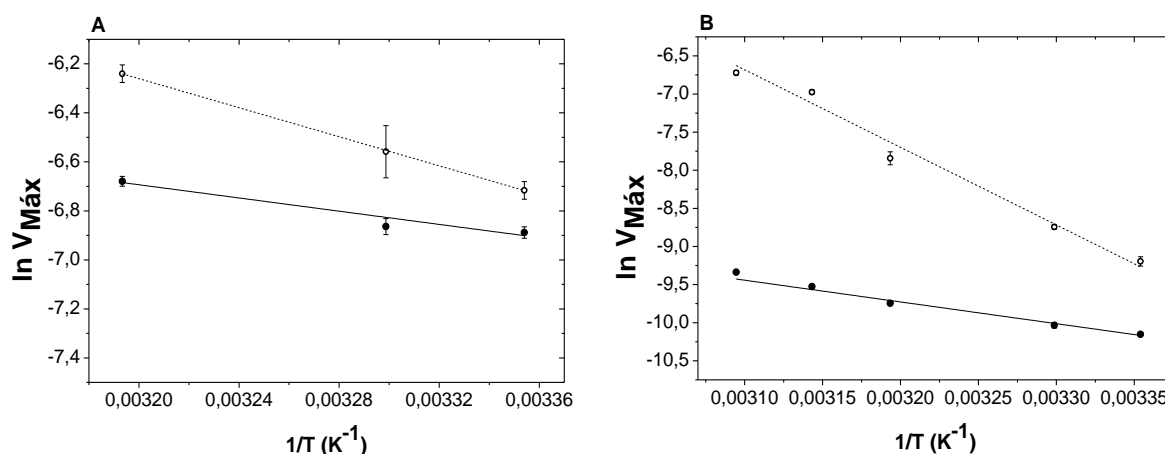 A
-6,2
-6,4
-6,6
-6,8
-7,0
-7,2
-7,4
ln V Máx
0,00320 0,00324 0,00328 0,00332 0,00336
1/T (K⁻¹)
B
-6,5
-7,0
-7,5
-8,0
-8,5
-9,0
-9,5
-10,0
-10,5
ln V Máx
0,00310 0,00315 0,00320 0,00325 0,00330 0,00335
1/T (K⁻¹)